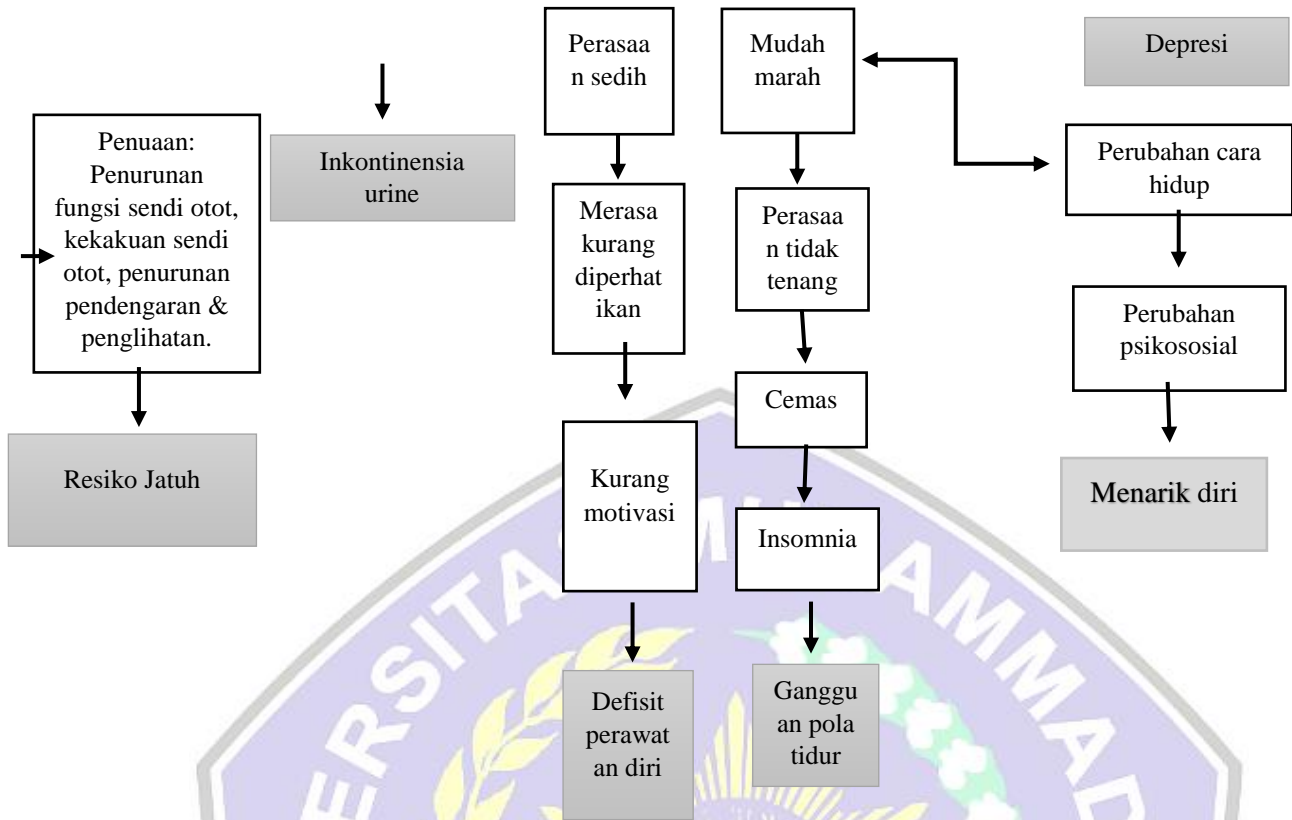 Perasaa
n sedih
Mudah
marah
Depresi
Penuaan:
Penurunan
fungsi sendi otot,
kekakuan sendi
otot, penurunan
pendengaran &
penglihatan.
Inkontinensia
urine
Merasa
kurang
diperhat
ikan
Perasaa
n tidak
tenang
Perubahan cara
hidup
Perubahan
psikososial
Cemas
Resiko Jatuh
Kurang
motivasi
Insomnia
Menarik diri
Defisit
perawat
an diri
Ganggu
an pola
tidur